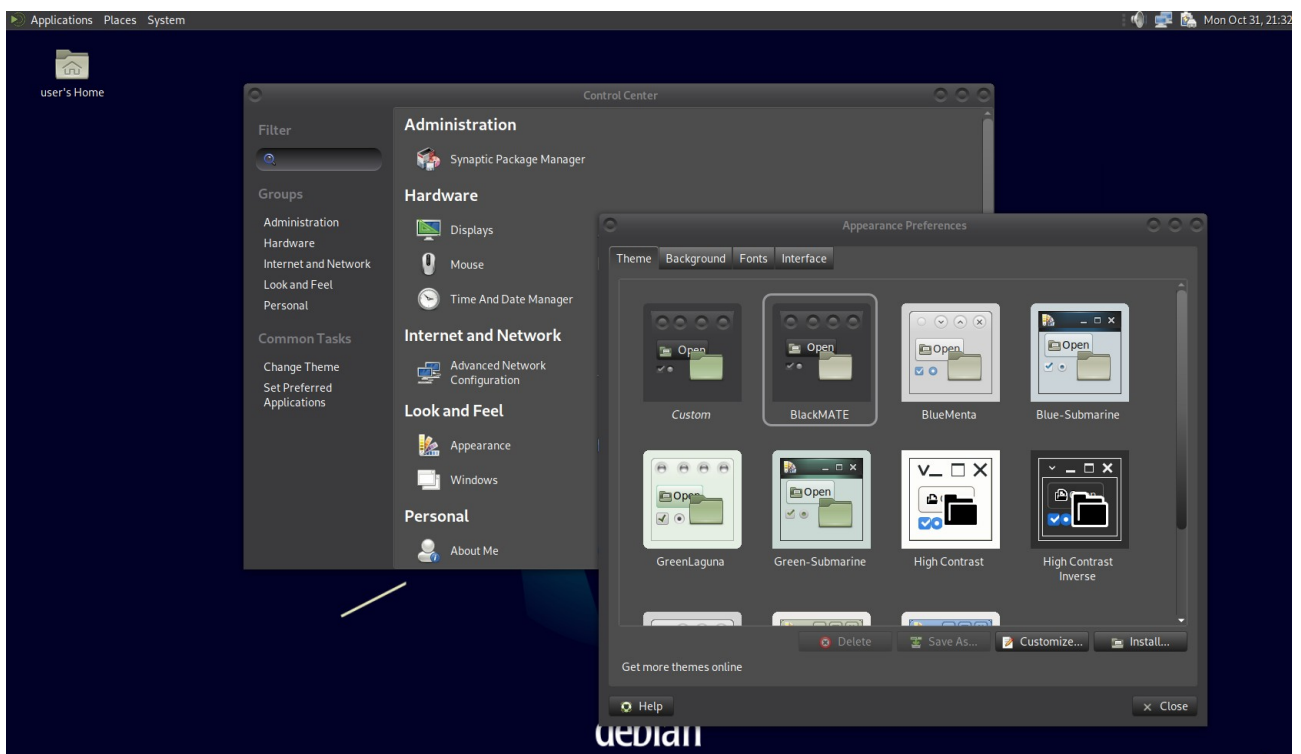 Applications Places System
Mon Oct 31, 21:32
user's Home
Control Center
Filter
Groups
Administration
Hardware
Internet and Network
Look and Feel
Personal
Common Tasks
Change Theme
Set Preferred
Applications
Administration
Synaptic Package Manager
Hardware
Displays
Mouse
Time And Date Manager
Internet and Network
Advanced Network
Configuration
Look and Feel
Appearance
Windows
Personal
About Me
Appearance Preferences
Theme Background Fonts Interface
Open Open Open Open
Custom BlackMATE BlueMenta Blue-Submarine
Open Open
GreenLaguna Green-Submarine High Contrast High Contrast
Inverse
Delete Save As... Customize... Install...
Get more themes online
Help Close
debian